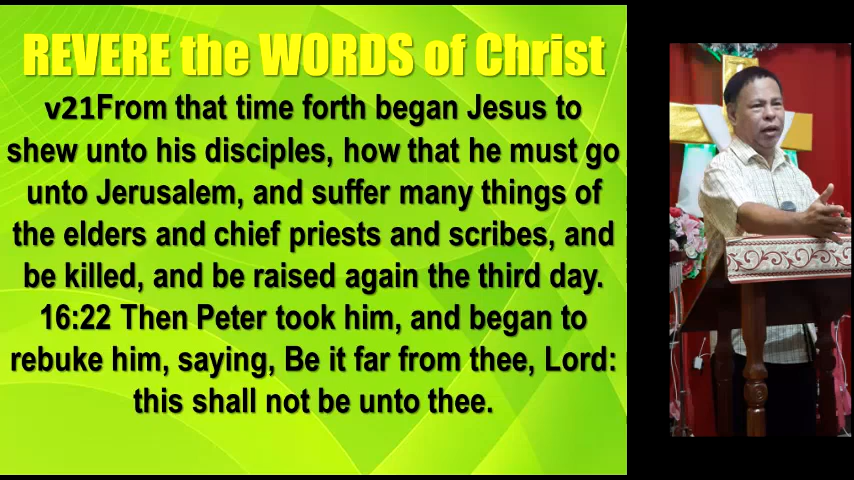 REVERE the WORDS of Christ
v21From that time forth began Jesus to
shew unto his disciples, how that he must go
unto Jerusalem, and suffer many things of
the elders and chief priests and scribes, and
be killed, and be raised again the third day.
16:22 Then Peter took him, and began to
rebuke him, saying, Be it far from thee, Lord:
this shall not be unto thee.